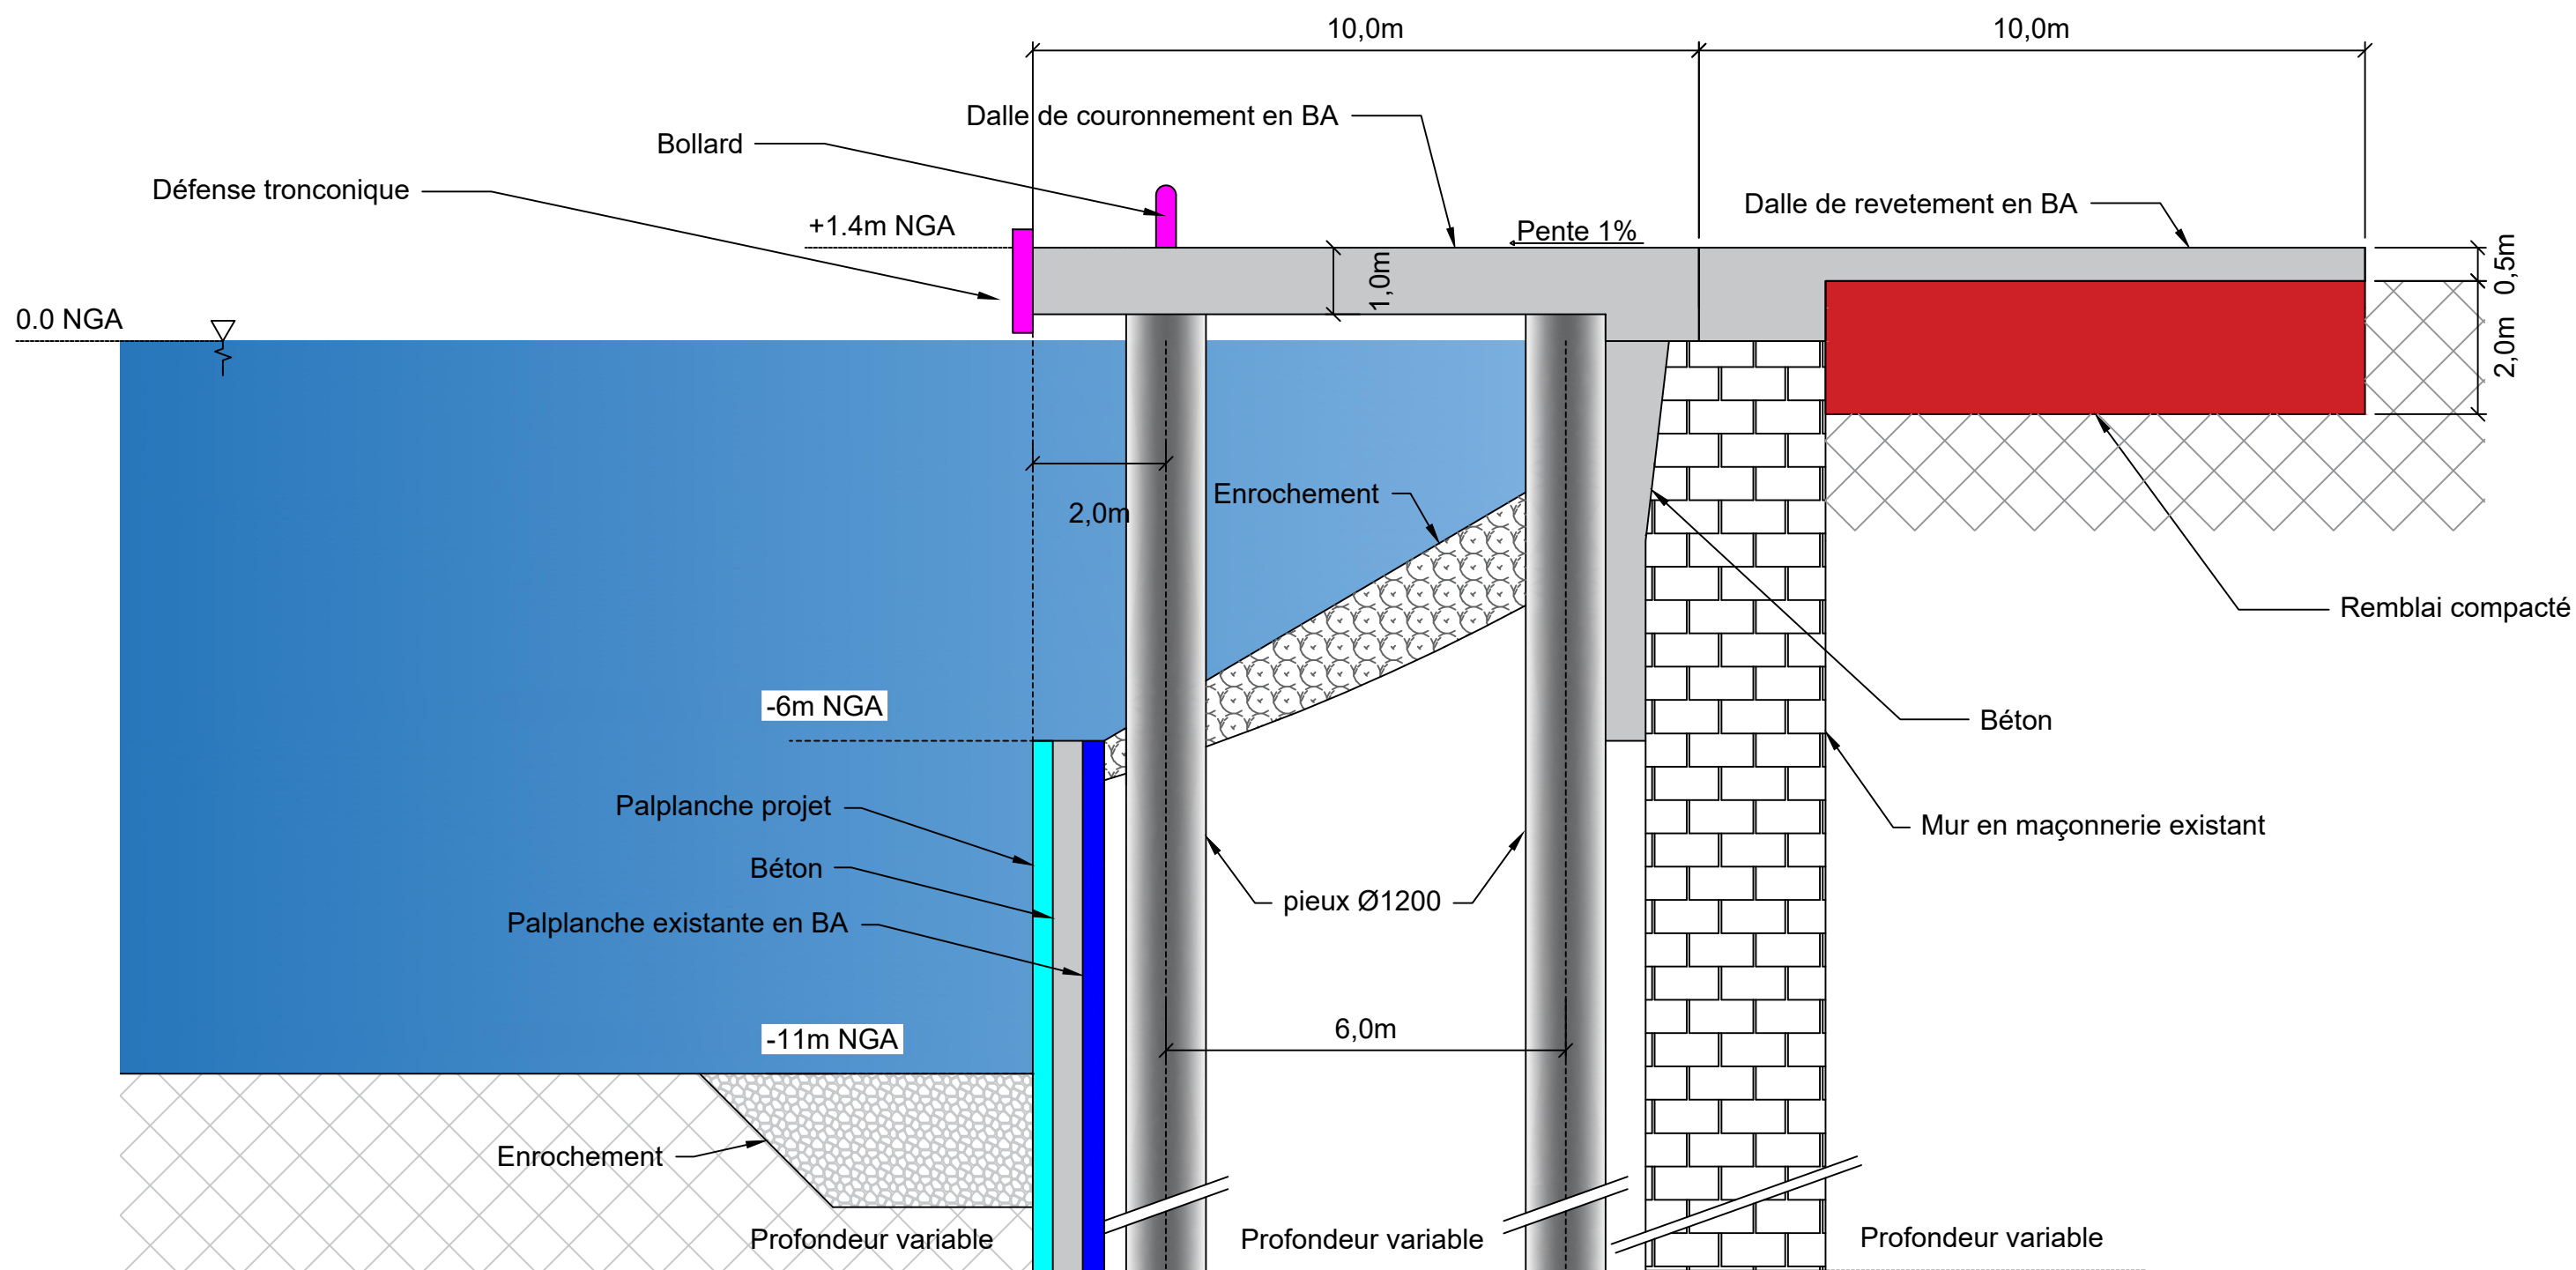 10,0m
10,0m
Dalle de couronnement en BA
Bollard
Défense tronconique
Dalle de revetement en BA
+1.4m NGA
Pente 1%
0,5m
1,0m
0.0 NGA
2,0m
Enrochement
2,0m
Remblai compacté
-6m NGA
Béton
Palplanche projet
Mur en maçonnerie existant
Béton
pieux Ø1200
Palplanche existante en BA
6,0m
-11m NGA
Enrochement
Profondeur variable
Profondeur variable
Profondeur variable